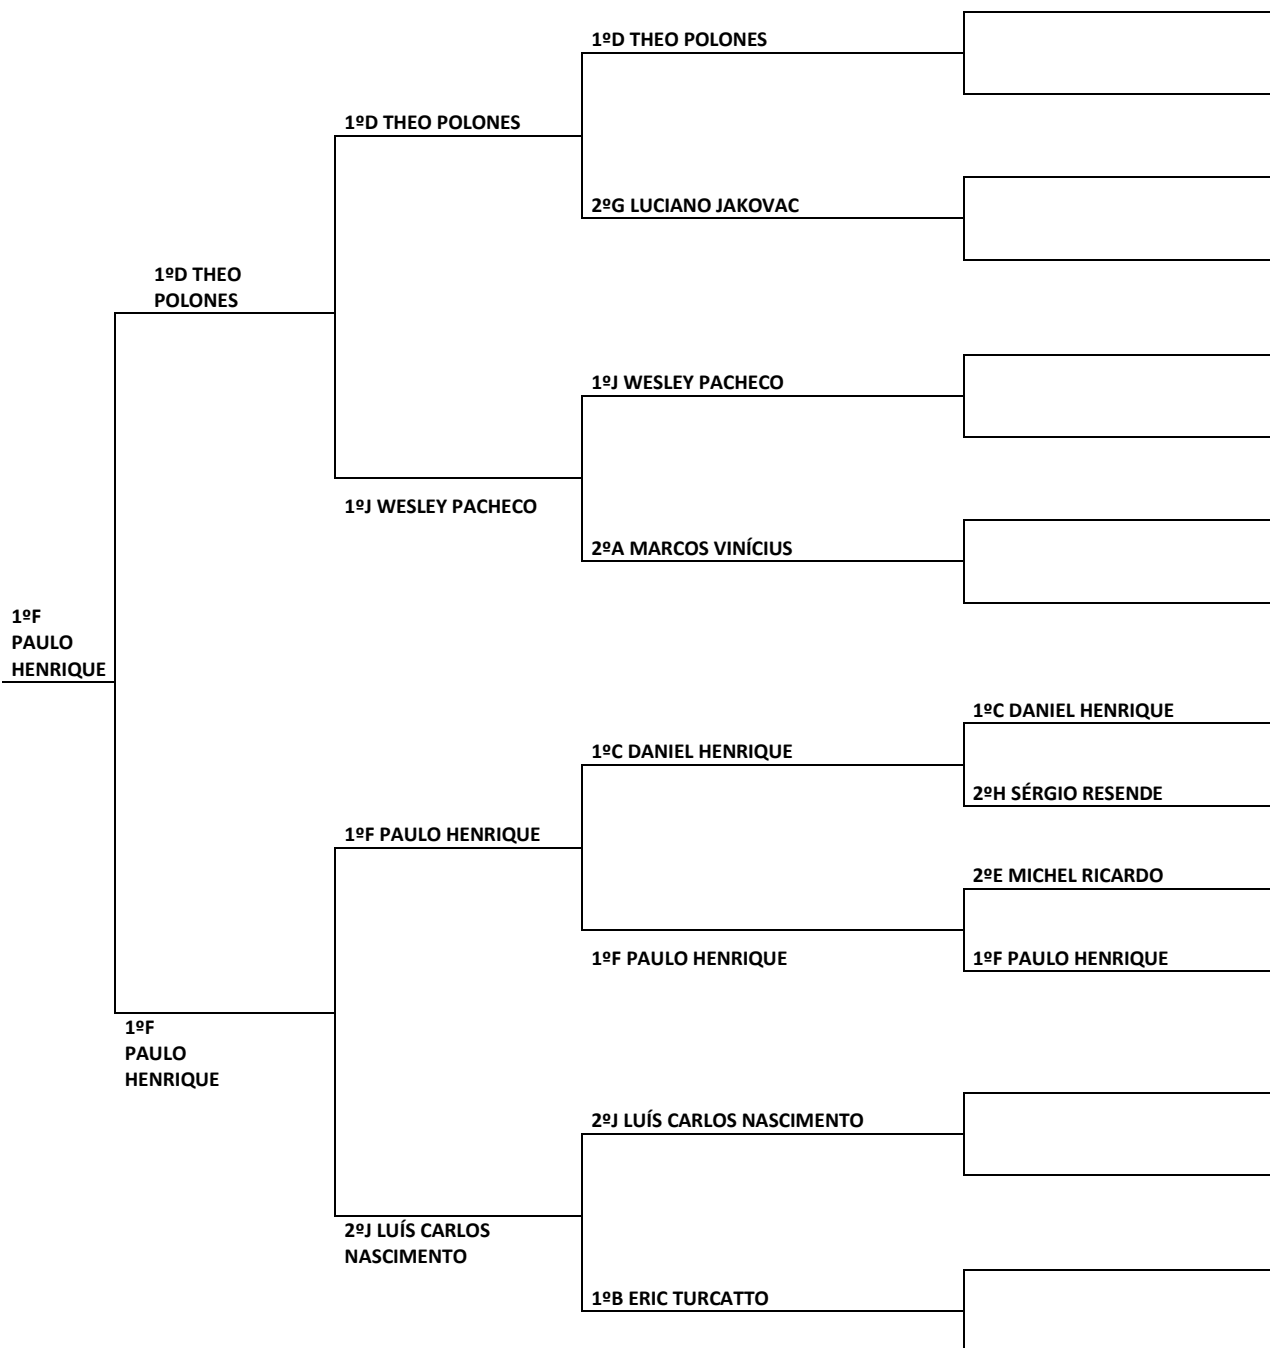 1ºD THEO POLONES
1ºD THEO POLONES
2ºG LUCIANO JAKOVAC
1ºD THEO
POLONES
1ºJ WESLEY PACHECO
1ºJ WESLEY PACHECO
2ºA MARCOS VINÍCIUS
1ºF
PAULO
HENRIQUE
1ºC DANIEL HENRIQUE
1ºC DANIEL HENRIQUE
2ºH SÉRGIO RESENDE
1ºF PAULO HENRIQUE
2ºE MICHEL RICARDO
1ºF PAULO HENRIQUE
1ºF PAULO HENRIQUE
1ºF
PAULO
HENRIQUE
2ºJ LUÍS CARLOS NASCIMENTO
2ºJ LUÍS CARLOS
NASCIMENTO
1ºB ERIC TURCATTO